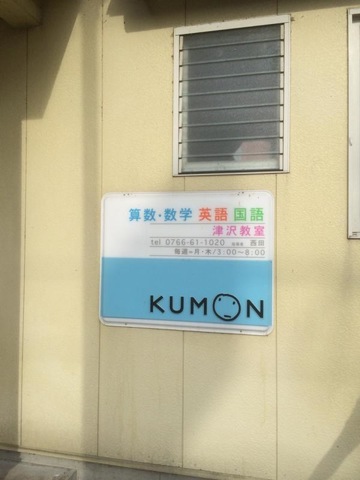 算数・数学 英語 国語
津沢教室
tel 0766-61-1020 西田
毎週=月・木/3:00〜8:00
KUMON